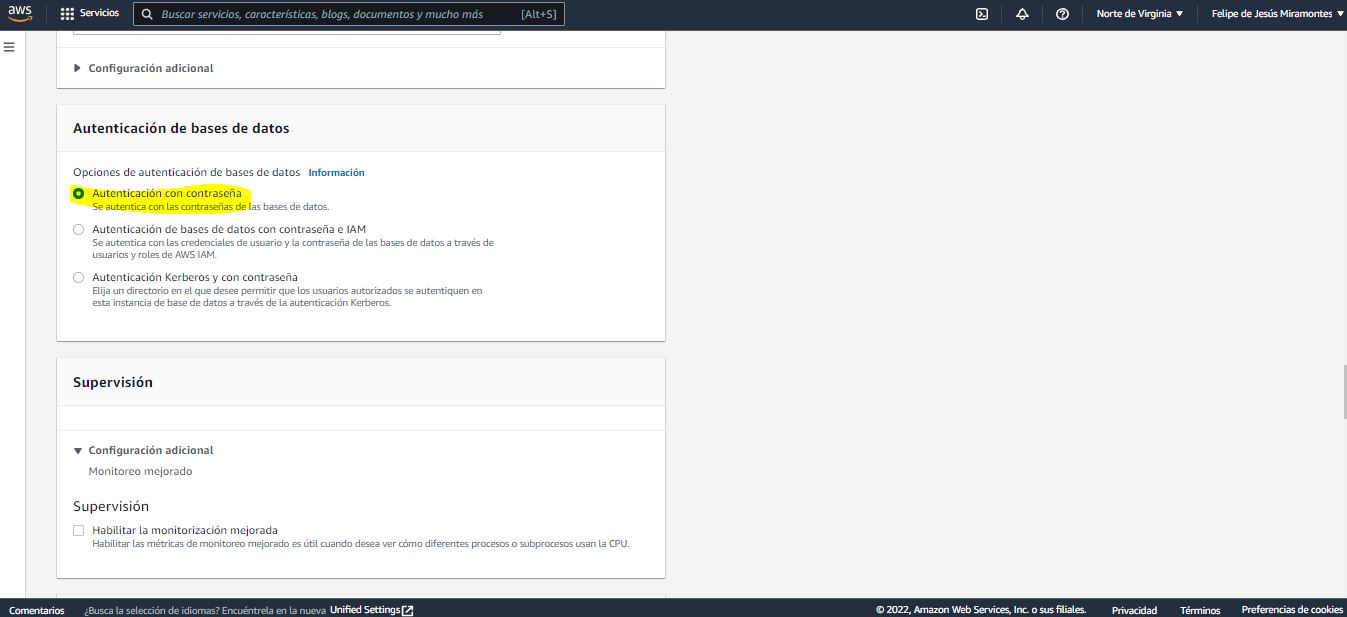 aws
Servicios
Buscar servicios, características, blogs, documentos y mucho más [Alt+S]
Norte de Virginia
Felipe de Jesús Miramontes
Configuración adicional
Autenticación de bases de datos
Opciones de autenticación de bases de datos Información
Autenticación con contraseña
Se autentica con las contraseñas de las bases de datos.
Autenticación de bases de datos con contraseña e IAM
Se autentica con las credenciales de usuario y la contraseña de las bases de datos a través de
usuarios y roles de AWS IAM.
Autenticación Kerberos y con contraseña
Elija un directorio en el que desee permitir que los usuarios autorizados se autentiquen en
esta instancia de base de datos a través de la autenticación Kerberos.
Supervisión
Configuración adicional
Monitoreo mejorado
Supervisión
Habilitar la monitorización mejorada
Habilitar las métricas de monitoreo mejorado es útil cuando desea ver cómo diferentes procesos o subprocesos usan la CPU.
Comentarios
¿Busca la selección de idiomas? Encuéntrela en la nueva Unified Settings
© 2022, Amazon Web Services, Inc. o sus filiales.
Privacidad
Términos
Preferencias de cookies